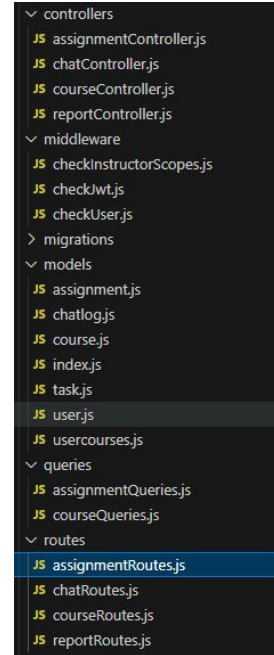 controllers
JS assignmentController.js
JS chatController.js
JS courseController.js
JS reportController.js
middleware
JS checkInstructorScopes.js
JS checkJwt.js
JS checkUser.js
migrations
models
JS assignment.js
JS chatlog.js
JS course.js
JS index.js
JS task.js
JS user.js
JS usercourses.js
queries
JS assignmentQueries.js
JS courseQueries.js
routes
JS assignmentRoutes.js
JS chatRoutes.js
JS courseRoutes.js
JS reportRoutes.js